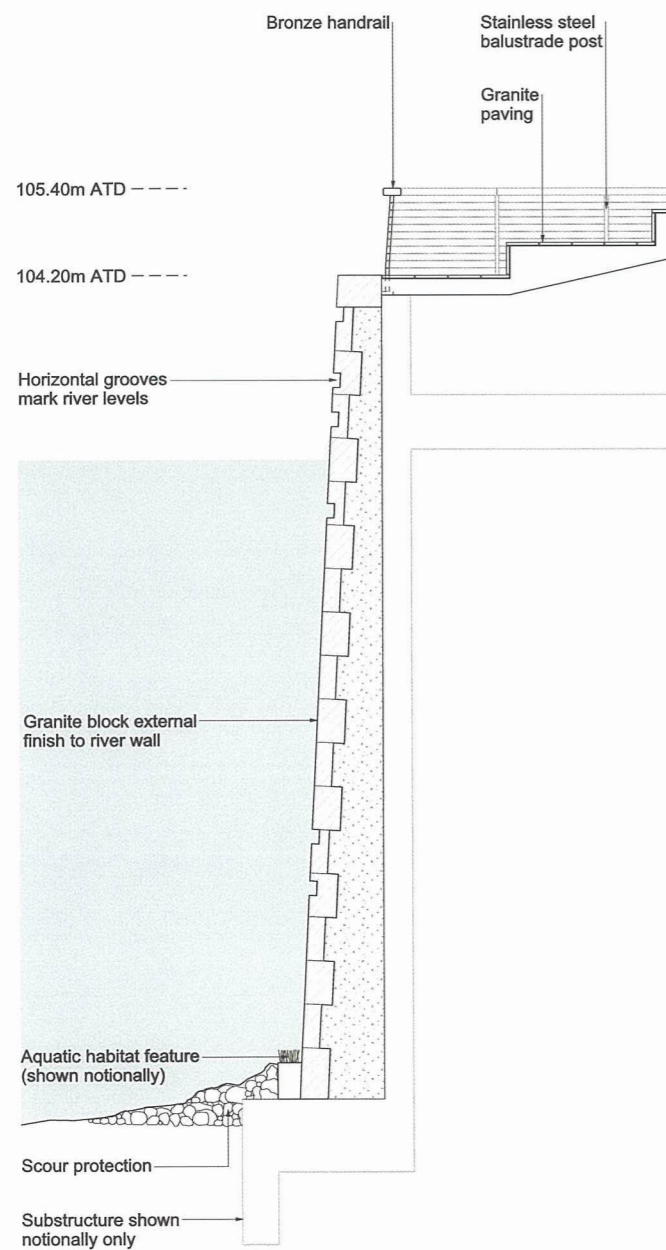 Bronze handrail
Stainless steel
balustrade post
Granite
paving
105.40m ATD
104.20m ATD
Horizontal grooves
mark river levels
Granite block external
finish to river wall
Aquatic habitat feature
(shown notionally)
Scour protection
Substructure shown
notionally only